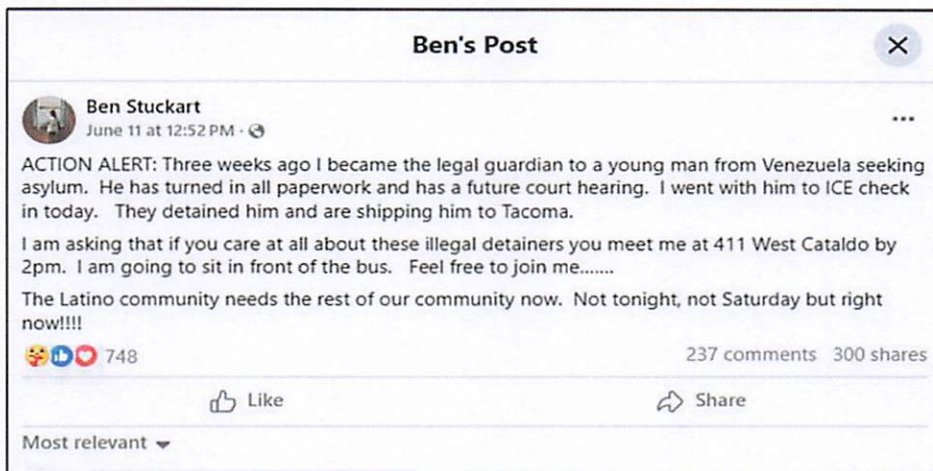 Ben's Post
Ben Stuckart
June 11 at 12:52 PM ·
ACTION ALERT: Three weeks ago I became the legal guardian to a young man from Venezuela seeking
asylum. He has turned in all paperwork and has a future court hearing. I went with him to ICE check
in today. They detained him and are shipping him to Tacoma.
I am asking that if you care at all about these illegal detainers you meet me at 411 West Cataldo by
2pm. I am going to sit in front of the bus. Feel free to join me.......
The Latino community needs the rest of our community now. Not tonight, not Saturday but right
now!!!!
748
237 comments 300 shares
Like
Share
Most relevant